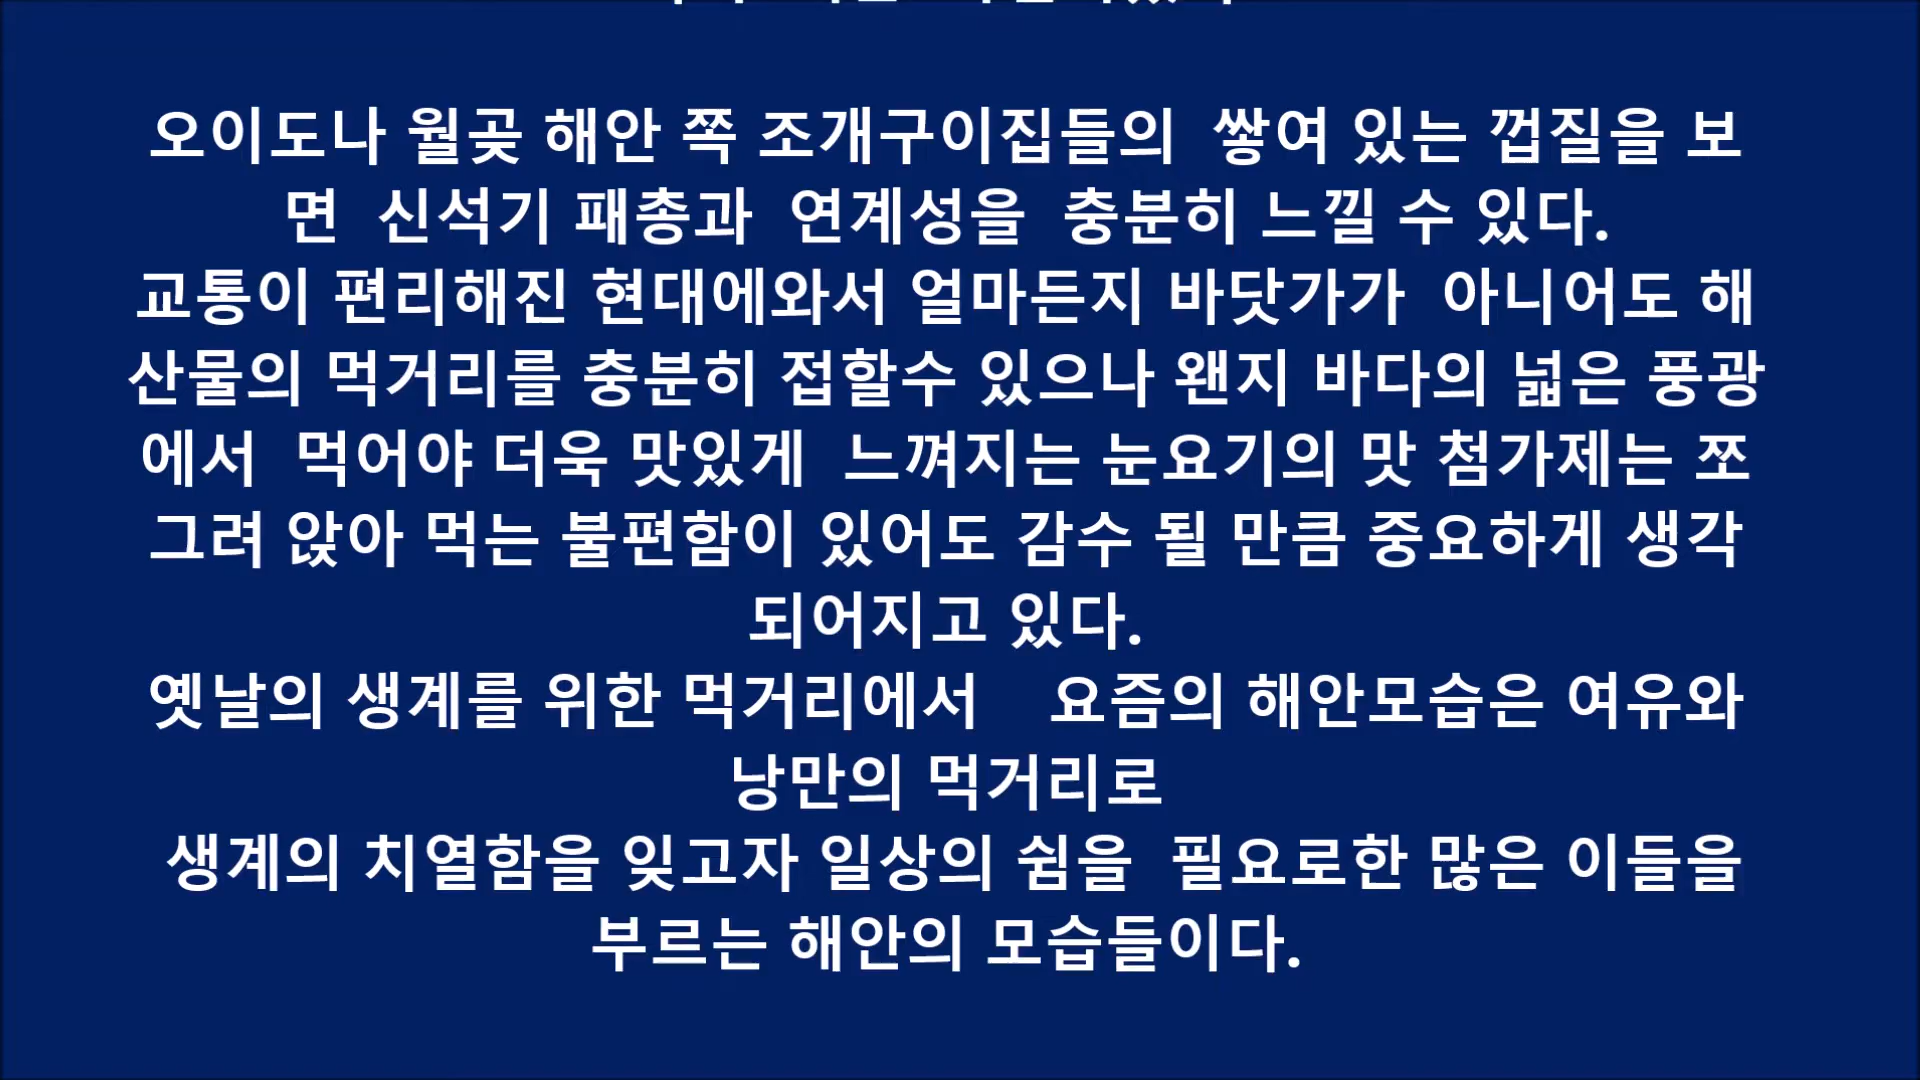 오이도나 월곶 해안 쪽 조개구이집들의  쌓여 있는 껍질을 보
면  신석기 패총과  연계성을  충분히 느낄 수 있다.
교통이 편리해진 현대에와서 얼마든지 바닷가가  아니어도 해
산물의 먹거리를 충분히 접할수 있으나 왠지 바다의 넓은 풍광
에서  먹어야 더욱 맛있게  느껴지는 눈요기의 맛 첨가제는 쪼
그려 앉아 먹는 불편함이 있어도 감수 될 만큼 중요하게 생각
되어지고 있다.
옛날의 생계를 위한 먹거리에서    요즘의 해안모습은 여유와
낭만의 먹거리로
생계의 치열함을 잊고자 일상의 쉼을  필요로한 많은 이들을
부르는 해안의 모습들이다.